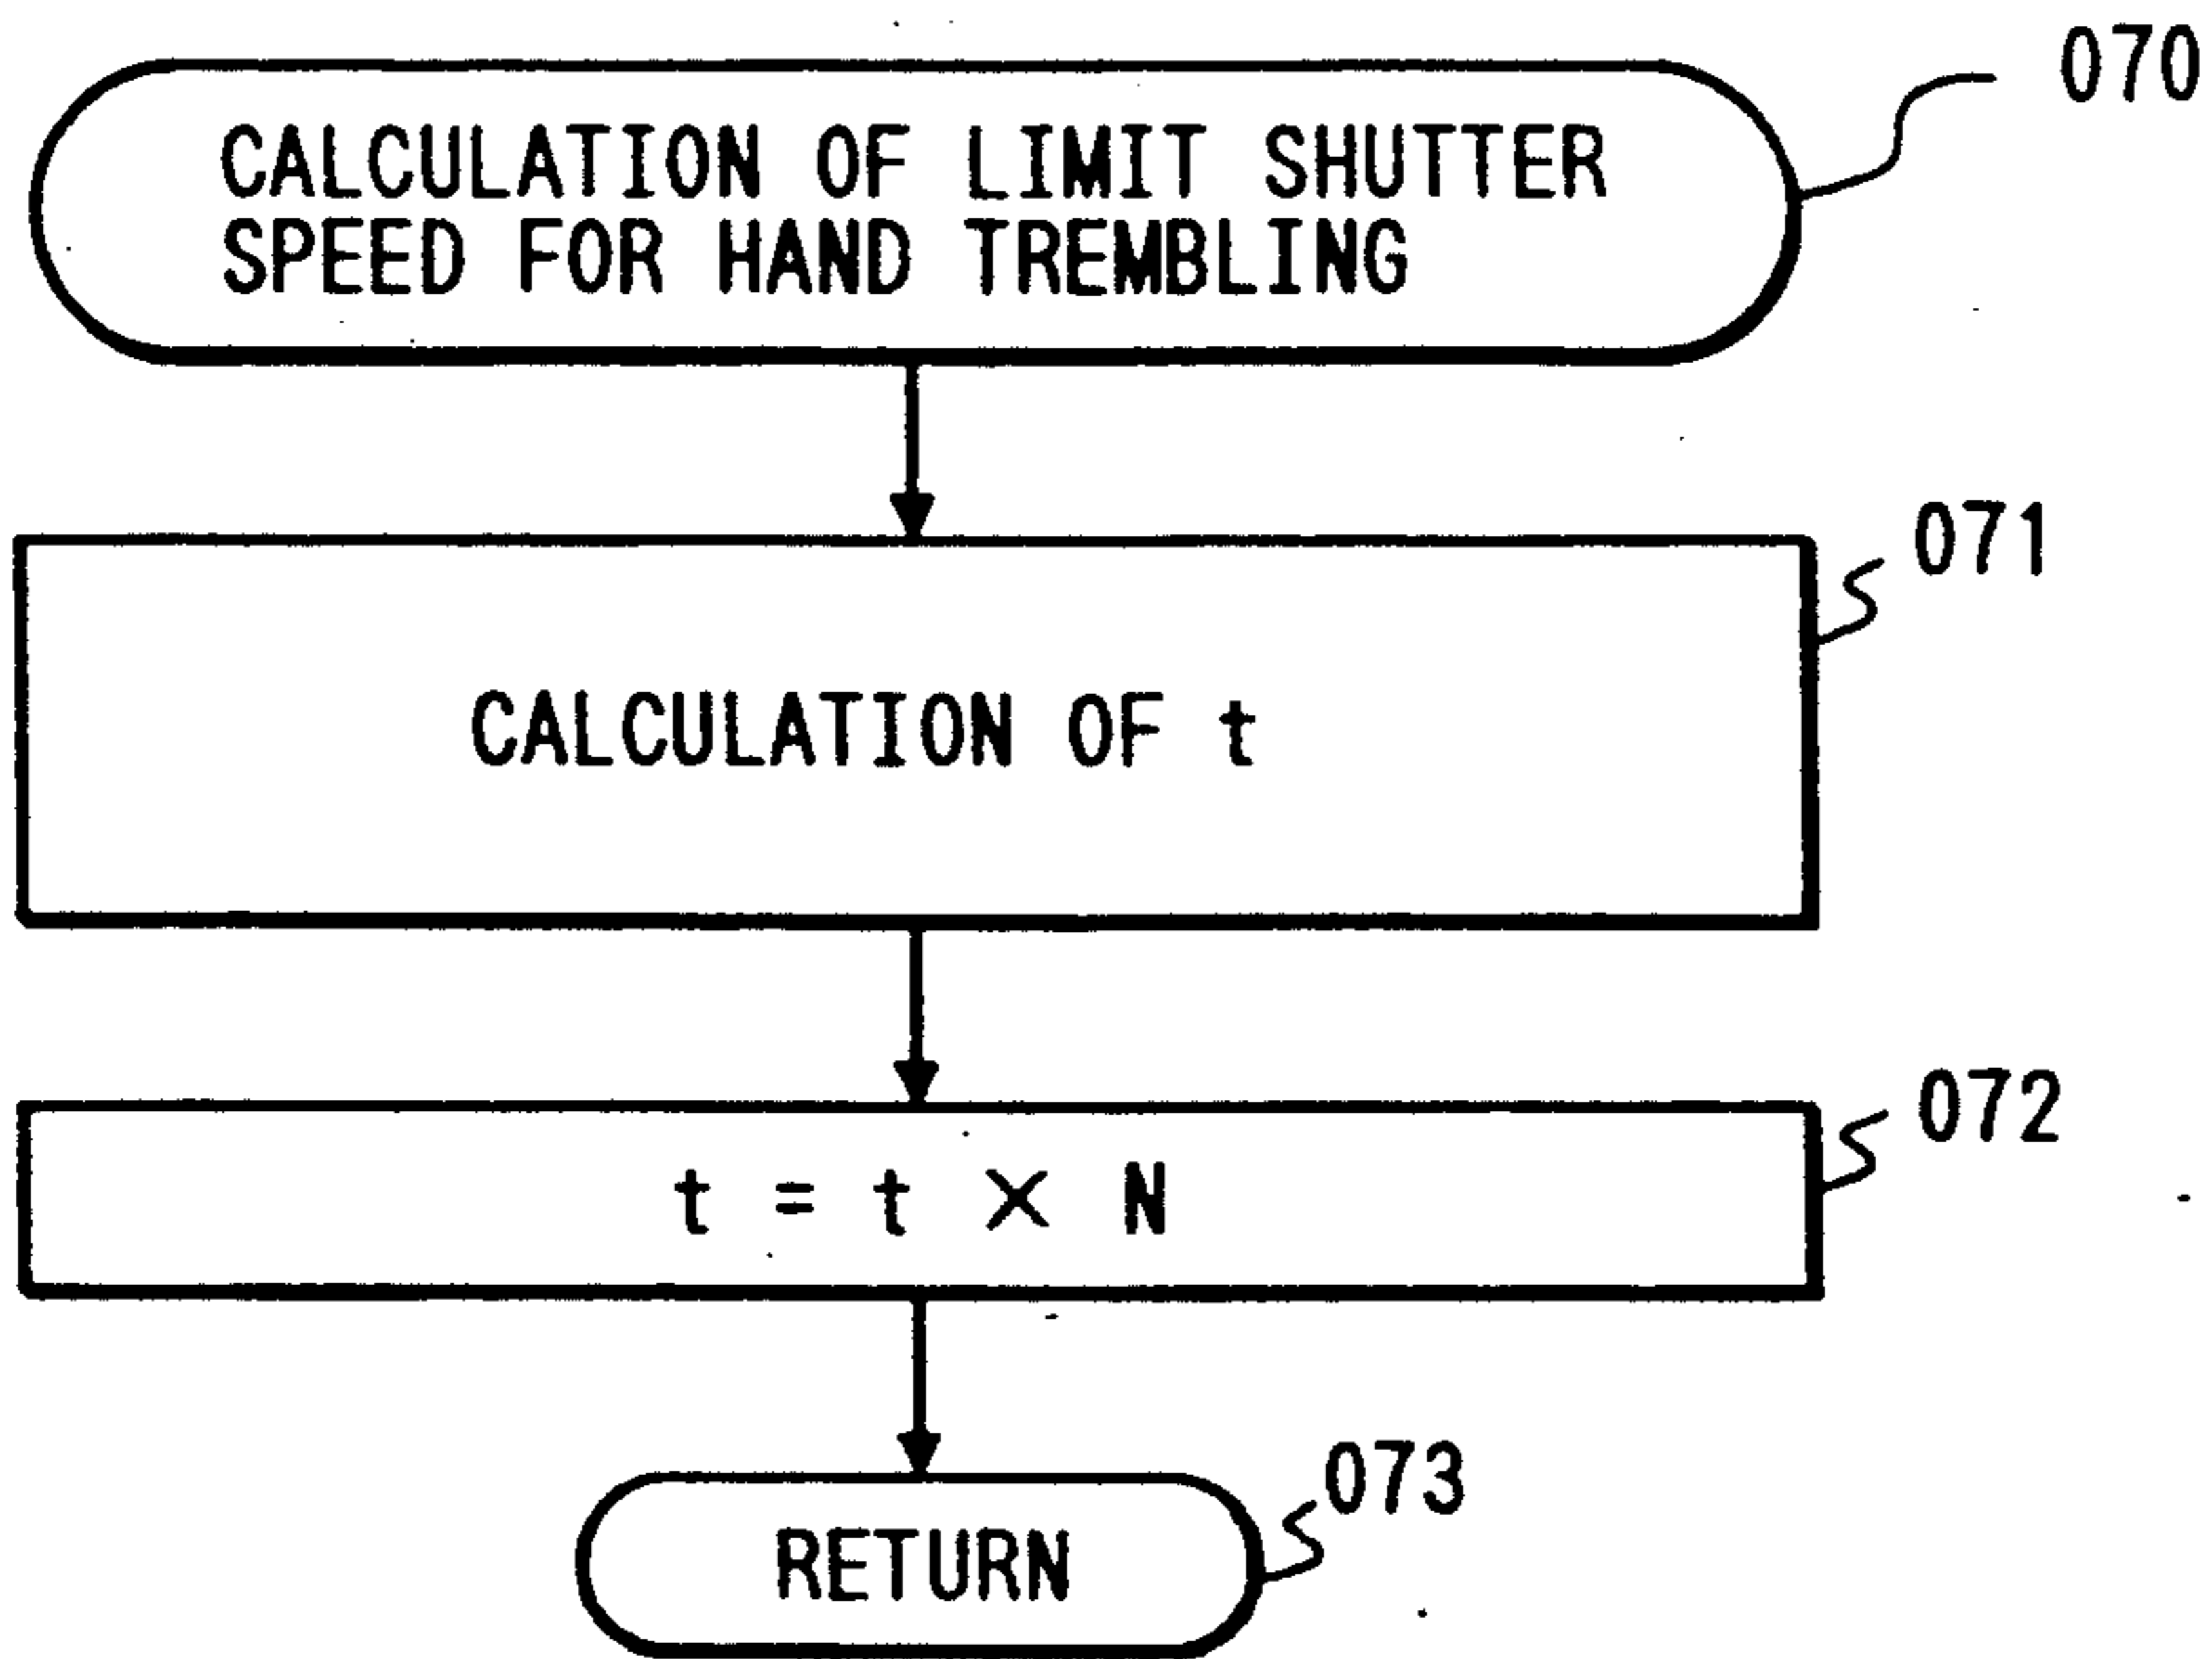 070
CALCULATION OF LIMIT SHUTTER
SPEED FOR HAND TREMBLING
071
CALCULATION OF t
072
t = t × N
073
RETURN